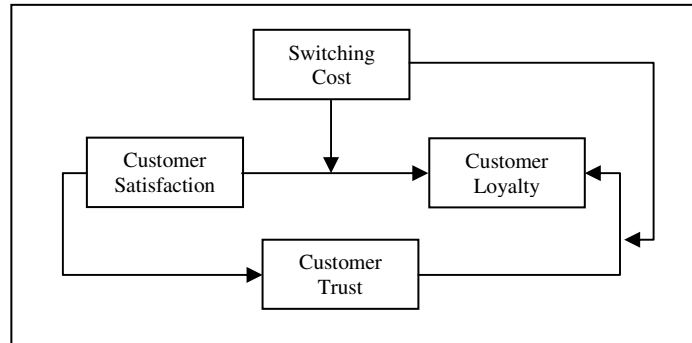 Switching
Cost
Customer
Satisfaction
Customer
Loyalty
Customer
Trust